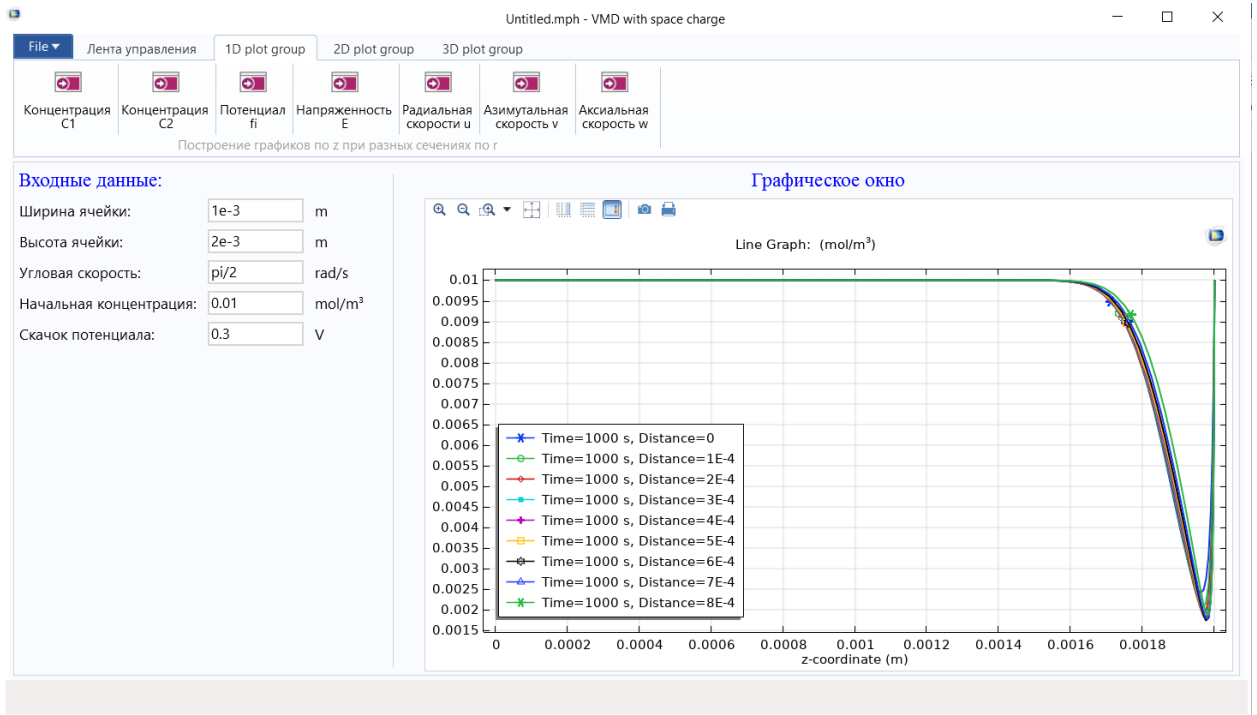 Untitled.mph - VMD with space charge
File Лента управления 1D plot group 2D plot group 3D plot group
Концентрация C1
Концентрация C2
Потенциал fi
Напряженность E
Радиальная скорости u
Азимутальная скорость v
Аксиальная скорость w
Построение графиков по z при разных сечениях по r
Входные данные:
Ширина ячейки: 1e-3 m
Высота ячейки: 2e-3 m
Угловая скорость: pi/2 rad/s
Начальная концентрация: 0.01 mol/m³
Скачок потенциала: 0.3 V
Графическое окно
Line Graph: (mol/m³)
0.01
0.0095
0.009
0.0085
0.008
0.0075
0.007
0.0065
0.006
0.0055
0.005
0.0045
0.004
0.0035
0.003
0.0025
0.002
0.0015
Time=1000 s, Distance=0
Time=1000 s, Distance=1E-4
Time=1000 s, Distance=2E-4
Time=1000 s, Distance=3E-4
Time=1000 s, Distance=4E-4
Time=1000 s, Distance=5E-4
Time=1000 s, Distance=6E-4
Time=1000 s, Distance=7E-4
Time=1000 s, Distance=8E-4
0 0.0002 0.0004 0.0006 0.0008 0.001 0.0012 0.0014 0.0016 0.0018
z-coordinate (m)